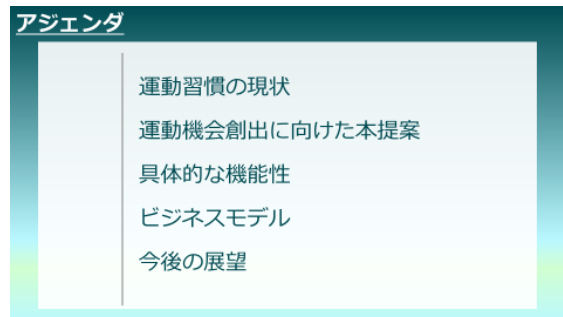 アジェンダ
運動習慣の現状
運動機会創出に向けた本提案
具体的な機能性
ビジネスモデル
今後の展望